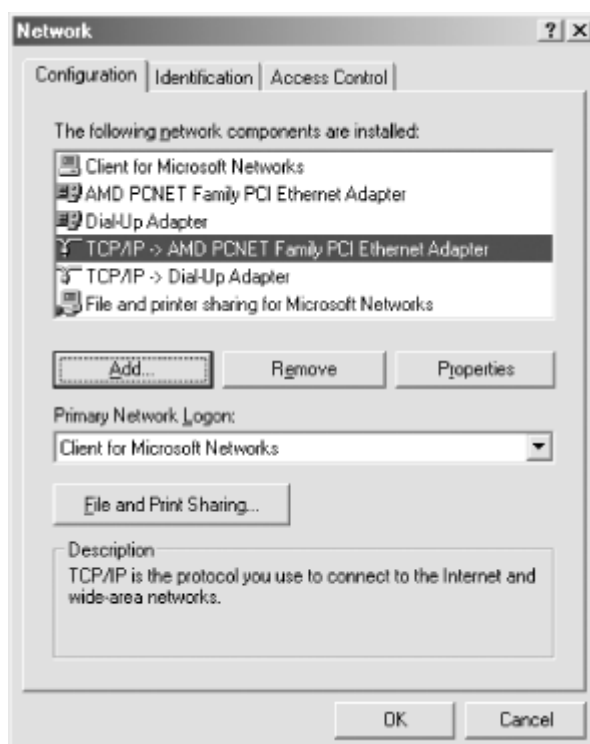 Network
? X
Configuration Identification Access Control
The following network components are installed:
Client for Microsoft Networks
AMD PCNET Family PCI Ethernet Adapter
Dial-Up Adapter
TCP/IP -> AMD PCNET Family PCI Ethernet Adapter
TCP/IP -> Dial-Up Adapter
File and printer sharing for Microsoft Networks
Add... Remove Properties
Primary Network Logon:
Client for Microsoft Networks
File and Print Sharing...
Description
TCP/IP is the protocol you use to connect to the Internet and
wide-area networks.
OK Cancel